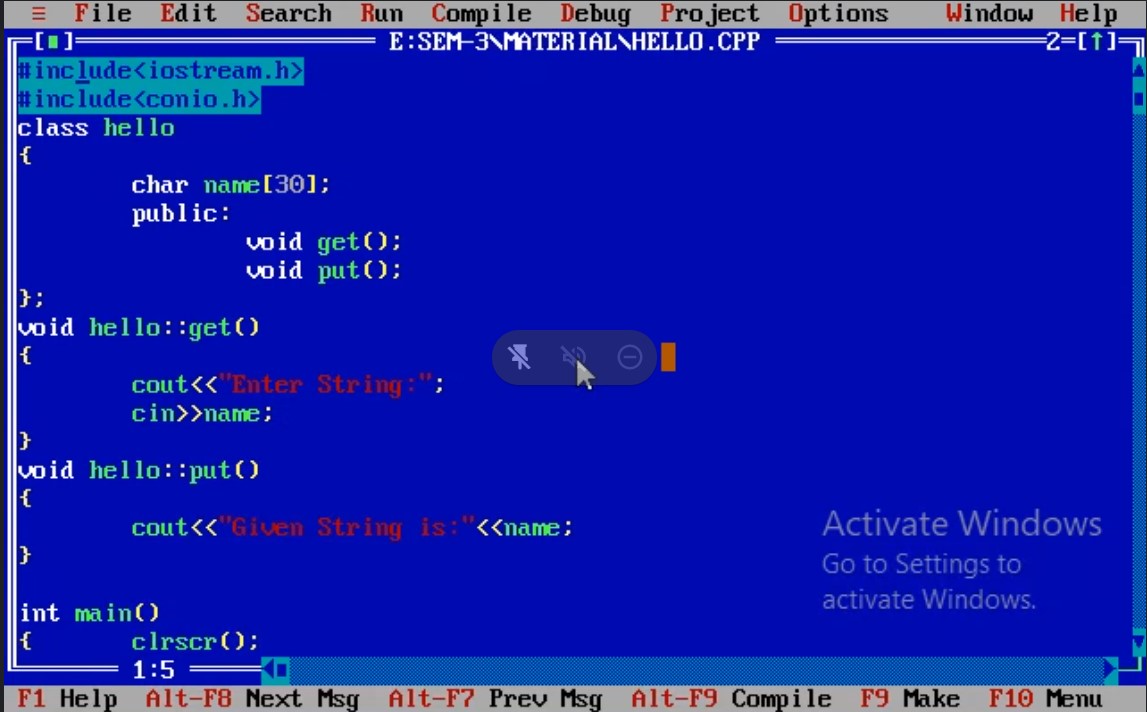 ≡ File Edit Search Run Compile Debug Project Options Window Help
[■] E:SEM-3\MATERIAL\HELLO.CPP 2=[↑]
#include<iostream.h>
#include<conio.h>
class hello
{
char name[30];
public:
void get();
void put();
};
void hello::get()
{
cout<<"Enter String:";
cin>>name;
}
void hello::put()
{
cout<<"Given String is:"<<name;
}
int main()
{ clrscr();
1:5
F1 Help Alt-F8 Next Msg Alt-F7 Prev Msg Alt-F9 Compile F9 Make F10 Menu
Activate Windows
Go to Settings to
activate Windows.